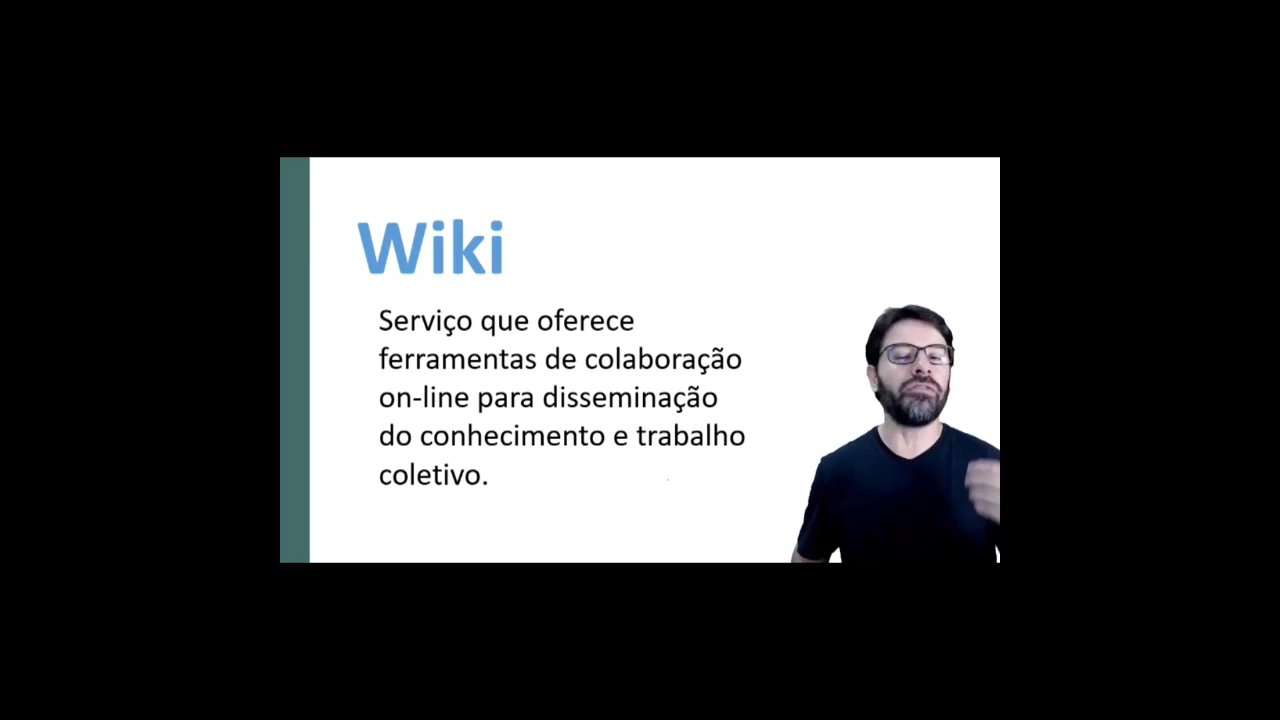 Wiki
Serviço que oferece
ferramentas de colaboração
on-line para disseminação
do conhecimento e trabalho
coletivo.